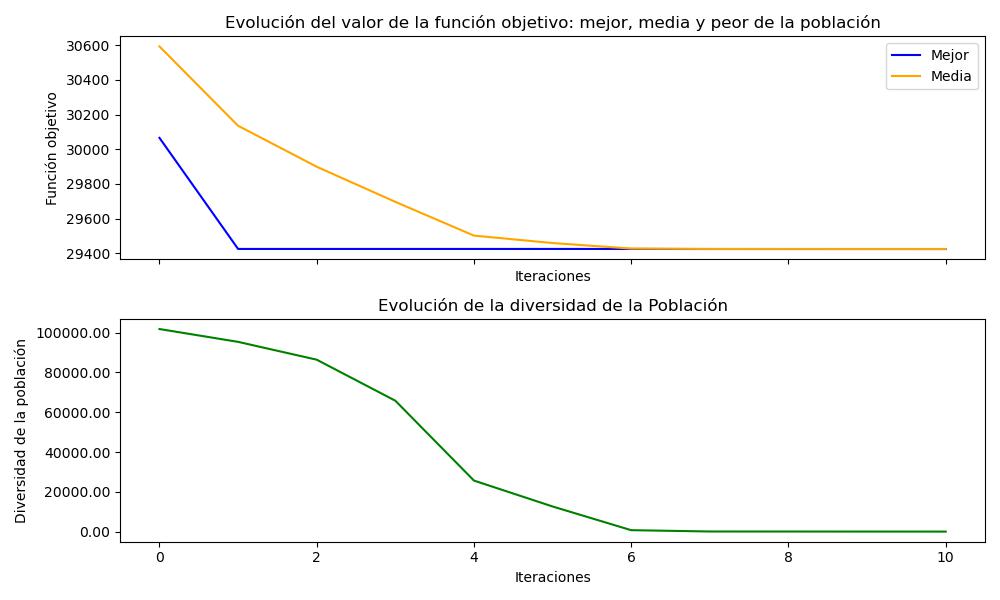 Evolución del valor de la función objetivo: mejor, media y peor de la población
30600
30400
30200
30000
29800
29600
29400
Función objetivo
Mejor
Media
Iteraciones
Evolución de la diversidad de la Población
100000.00
80000.00
60000.00
40000.00
20000.00
0.00
Diversidad de la población
0 2 4 6 8 10
Iteraciones